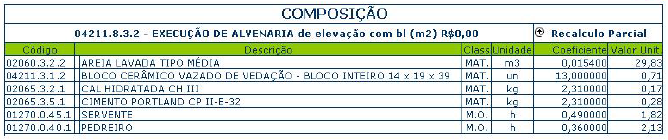 COMPOSIÇÃO
04211.8.3.2 - EXECUÇÃO DE ALVENARIA de elevação com bl (m2) R$0,00 Recalculo Parcial
Código Descrição Class Unidade Coeficiente Valor Unit.
02060.3.2.2 AREIA LAVADA TIPO MÉDIA MAT. m3 0,015400 29,83
04211.3.1.2 BLOCO CERÂMICO VAZADO DE VEDAÇÃO - BLOCO INTEIRO 14 x 19 x 39 MAT. un 13,000000 0,71
02065.3.2.1 CAL HIDRATADA CH III MAT. kg 2,310000 0,17
02065.3.5.1 CIMENTO PORTLAND CP II-E-32 MAT. kg 2,310000 0,28
01270.0.45.1 SERVENTE M.O. h 0,490000 1,82
01270.0.40.1 PEDREIRO M.O. h 0,360000 2,13